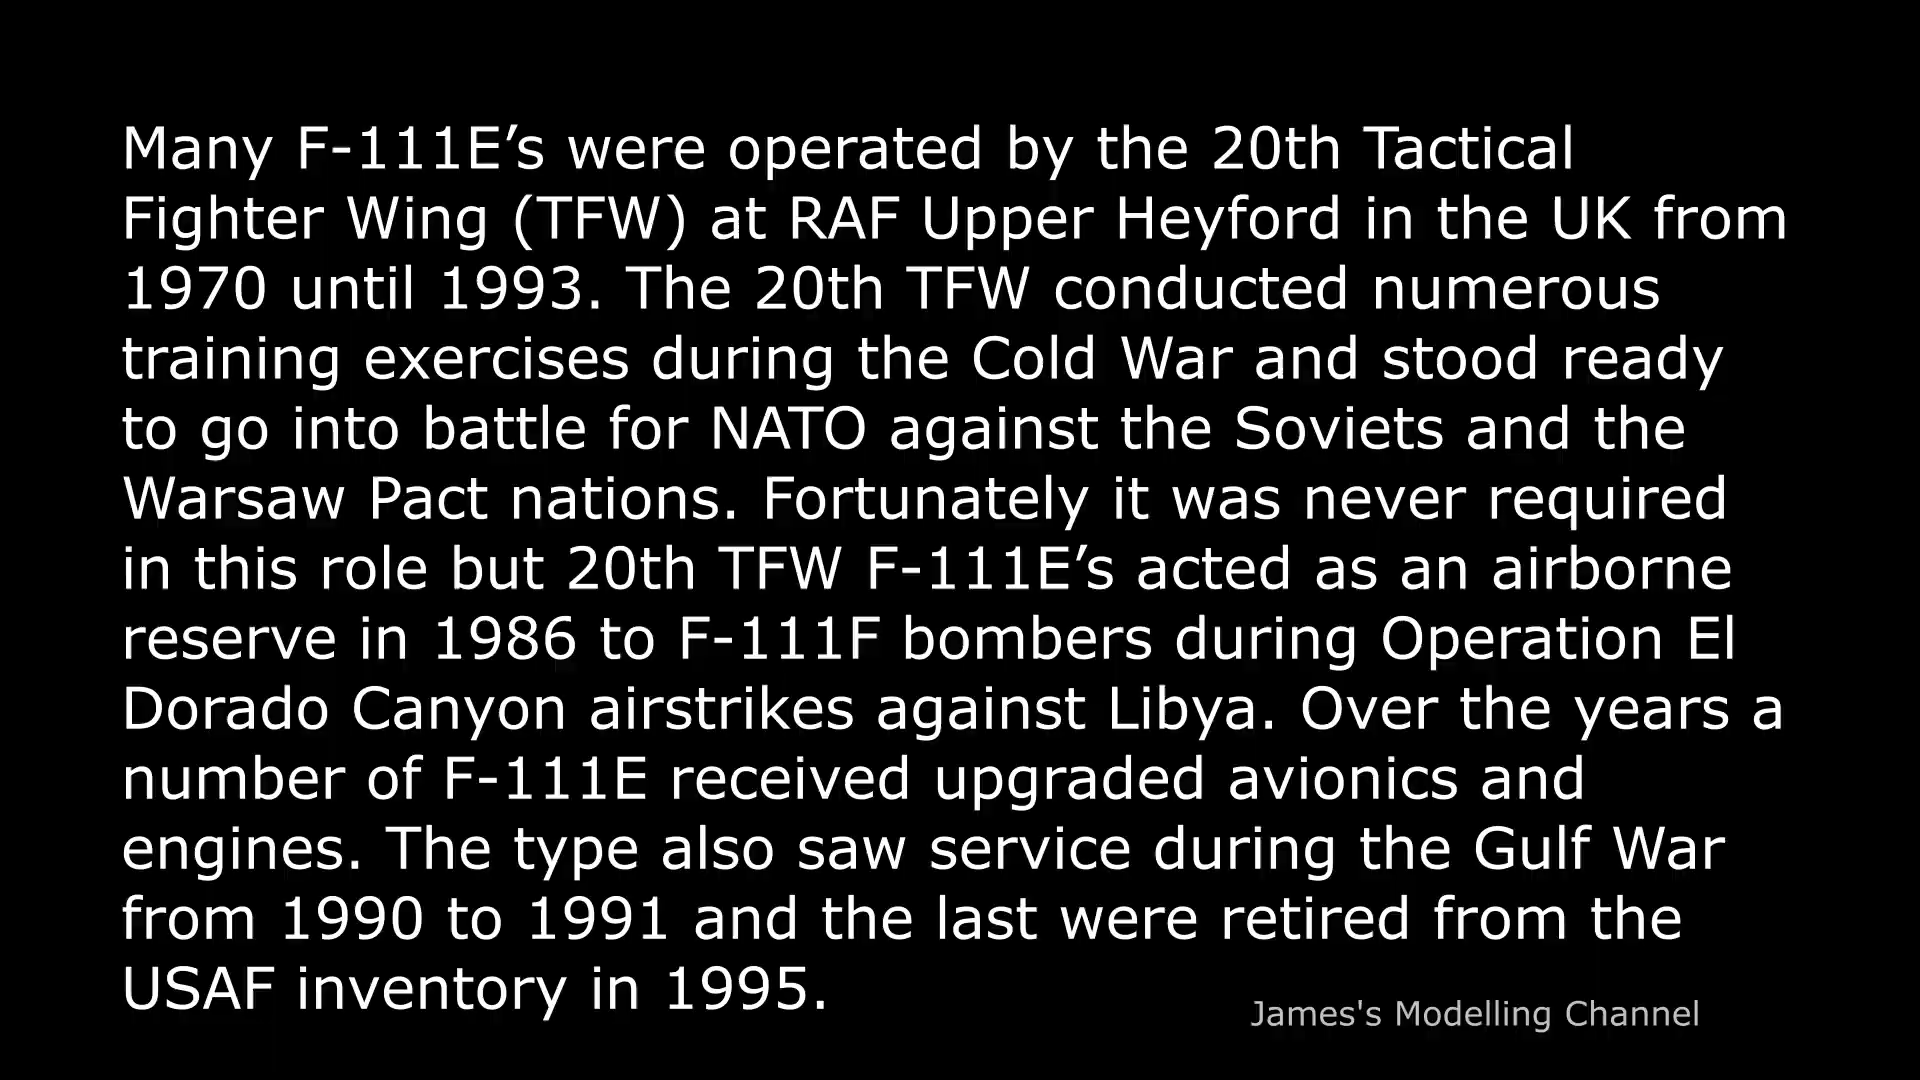 Many F-111E’s were operated by the 20th Tactical
Fighter Wing (TFW) at RAF Upper Heyford in the UK from
1970 until 1993. The 20th TFW conducted numerous
training exercises during the Cold War and stood ready
to go into battle for NATO against the Soviets and the
Warsaw Pact nations. Fortunately it was never required
in this role but 20th TFW F-111E’s acted as an airborne
reserve in 1986 to F-111F bombers during Operation El
Dorado Canyon airstrikes against Libya. Over the years a
number of F-111E received upgraded avionics and
engines. The type also saw service during the Gulf War
from 1990 to 1991 and the last were retired from the
USAF inventory in 1995.
James's Modelling Channel